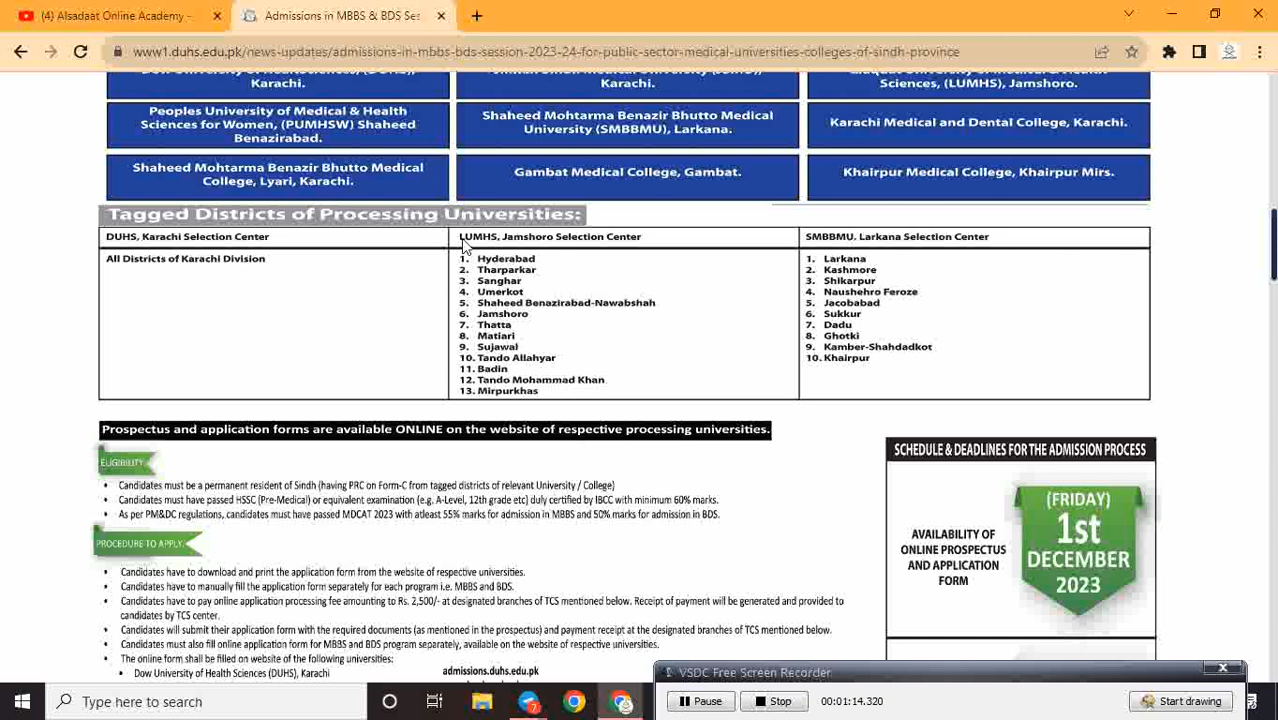 (4) Alsadaat Online Academy -
Admissions in MBBS & BDS Ses
www1.duhs.edu.pk/news-updates/admissions-in-mbbs-bds-session-2023-24-for-public-sector-medical-universities-colleges-of-sindh-province
Karachi.
Karachi.
Sciences, (LUMHS), Jamshoro.
Peoples University of Medical & Health
Sciences for Women, (PUMHSW) Shaheed
Benazirabad.
Shaheed Mohtarma Benazir Bhutto Medical
University (SMBBMU), Larkana.
Karachi Medical and Dental College, Karachi.
Shaheed Mohtarma Benazir Bhutto Medical
College, Lyari, Karachi.
Gambat Medical College, Gambat.
Khairpur Medical College, Khairpur Mirs.
Tagged Districts of Processing Universities:
DUHS, Karachi Selection Center
All Districts of Karachi Division
LUMHS, Jamshoro Selection Center
1. Hyderabad
2. Tharparkar
3. Sanghar
4. Umerkot
5. Shaheed Benazirabad-Nawabshah
6. Jamshoro
7. Thatta
8. Matiari
9. Sujawal
10. Tando Allahyar
11. Badin
12. Tando Mohammad Khan
13. Mirpurkhas
SMBBMU, Larkana Selection Center
1. Larkana
2. Kashmore
3. Shikarpur
4. Naushehro Feroze
5. Jacobabad
6. Sukkur
7. Dadu
8. Ghotki
9. Kamber-Shahdadkot
10. Khairpur
Prospectus and application forms are available ONLINE on the website of respective processing universities.
ELIGIBILITY
• Candidates must be a permanent resident of Sindh (having PRC on Form-C from tagged districts of relevant University / College)
• Candidates must have passed HSSC (Pre-Medical) or equivalent examination (e.g. A-Level, 12th grade etc) duly certified by IBCC with minimum 60% marks.
• As per PM&DC regulations, candidates must have passed MDCAT 2023 with atleast 55% marks for admission in MBBS and 50% marks for admission in BDS.
PROCEDURE TO APPLY:
• Candidates have to download and print the application form from the website of respective universities.
• Candidates have to manually fill the application form separately for each program i.e. MBBS and BDS.
• Candidates have to pay online application processing fee amounting to Rs. 2,500/- at designated branches of TCS mentioned below. Receipt of payment will be generated and provided to
candidates by TCS center.
• Candidates will submit their application form with the required documents (as mentioned in the prospectus) and payment receipt at the designated branches of TCS mentioned below.
• Candidates must also fill online application form for MBBS and BDS program separately, available on the website of respective universities.
• The online form shall be filled on website of the following universities:
• Dow University of Health Sciences (DUHS), Karachi
admissions.duhs.edu.pk
SCHEDULE & DEADLINES FOR THE ADMISSION PROCESS
AVAILABILITY OF
ONLINE PROSPECTUS
AND APPLICATION
FORM
(FRIDAY)
1st
DECEMBER
2023
VSDC Free Screen Recorder
Pause
Stop
00:01:14.320
Start drawing
Type here to search